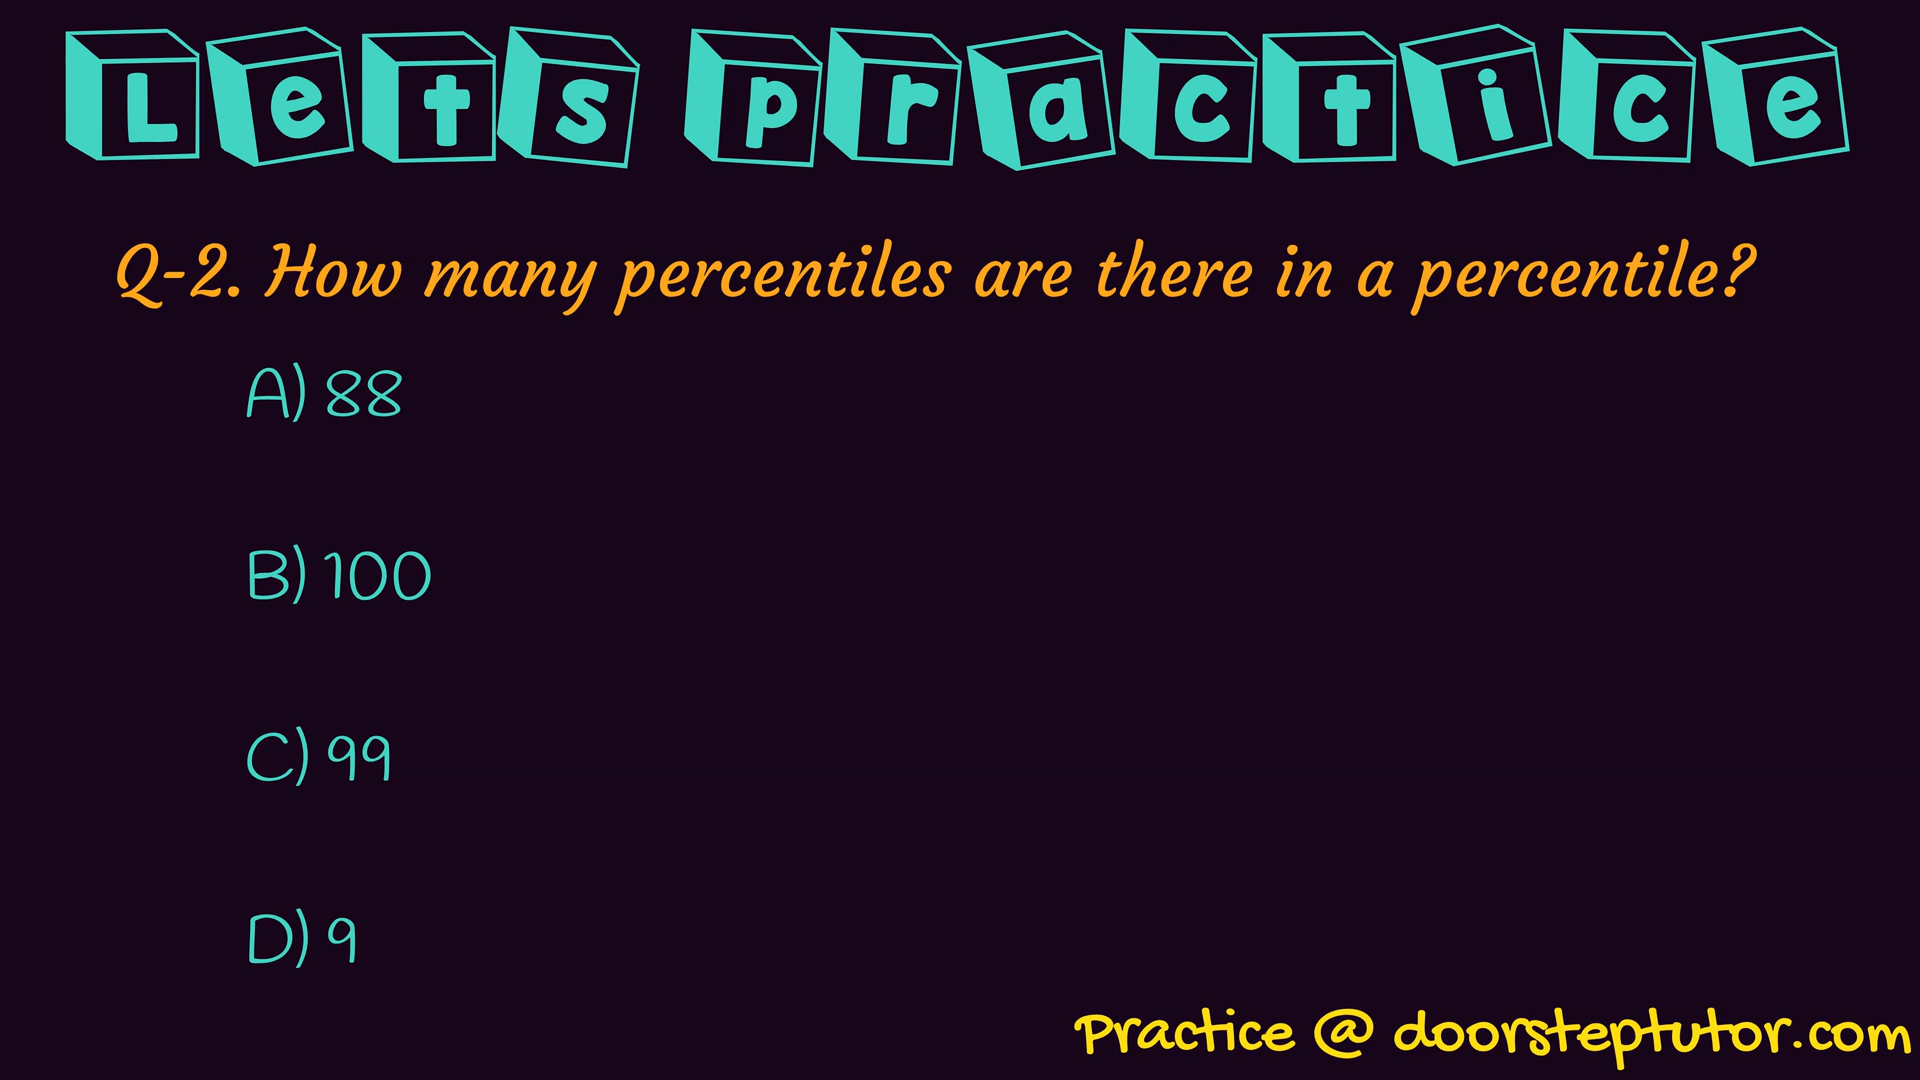 Lets practice
Q-2. How many percentiles are there in a percentile?
A) 88
B) 100
C) 99
D) 9
Practice @ doorsteptutor.com